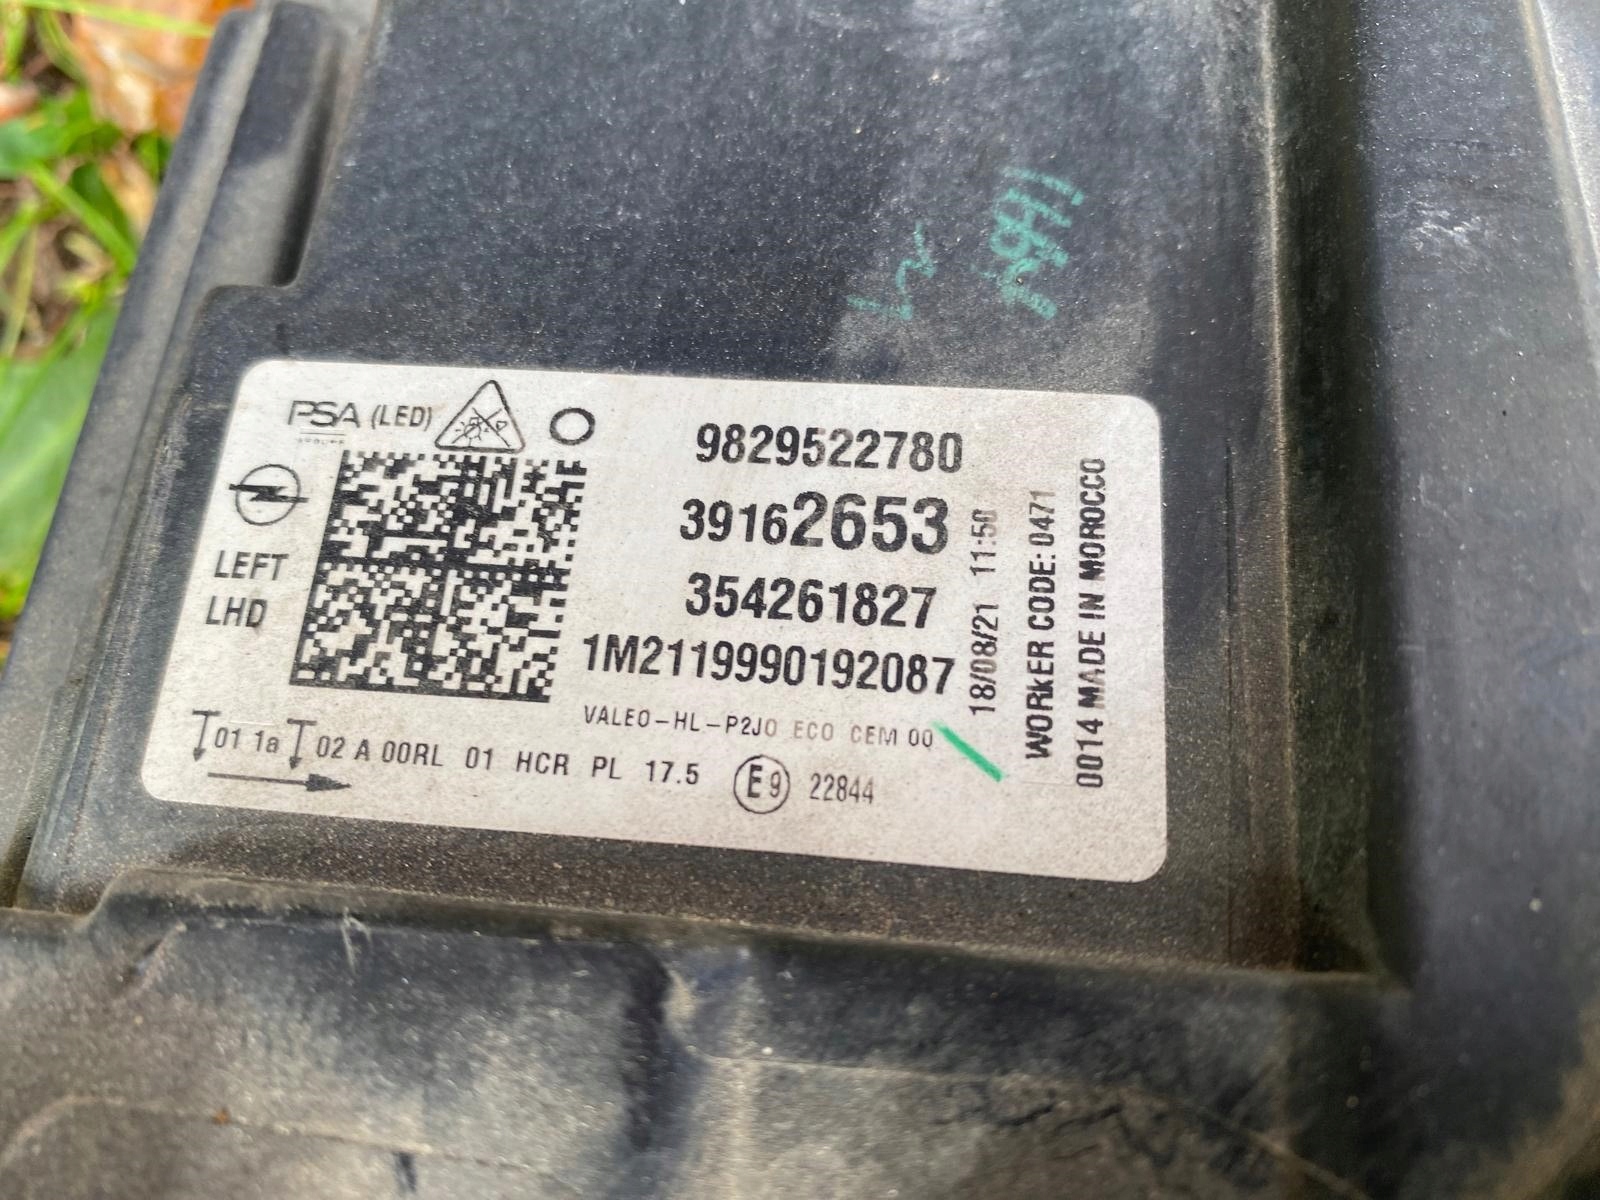 PSA (LED)
GROUPE
LEFT
LHD
9829522780
39162653
354261827
1M2119990192087
VALEO-HL-P2JO ECO CEM 00
01 1a 02 A 00RL 01 HCR PL 17.5 E9 22844
18/08/21 11:50
WORKER CODE: 0471
0014 MADE IN MOROCCO